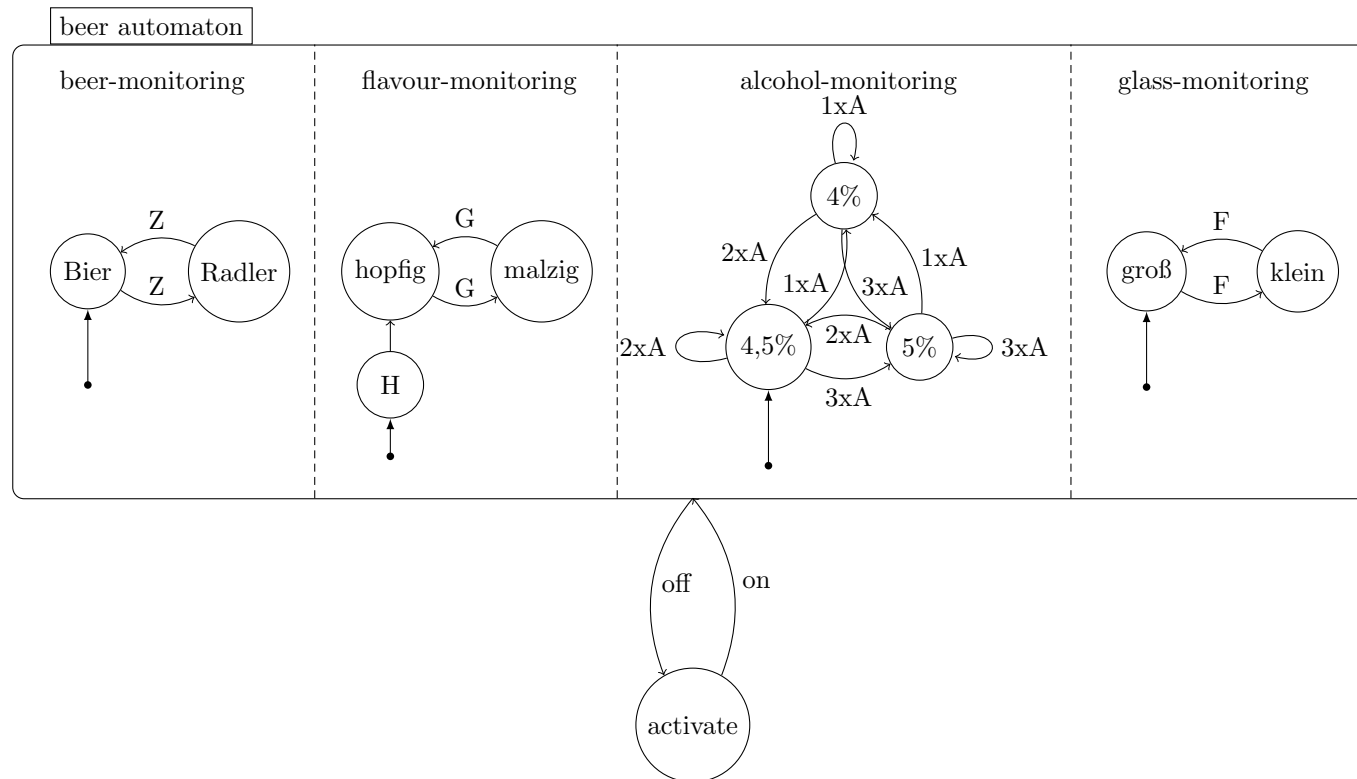 beer automaton
beer-monitoring
flavour-monitoring
alcohol-monitoring
glass-monitoring
1xA
4%
Z
Bier
Radler
Z
G
hopfig
malzig
G
H
2xA
1xA
3xA
1xA
2xA
4,5%
2xA
5%
3xA
3xA
F
groß
klein
F
off
on
activate